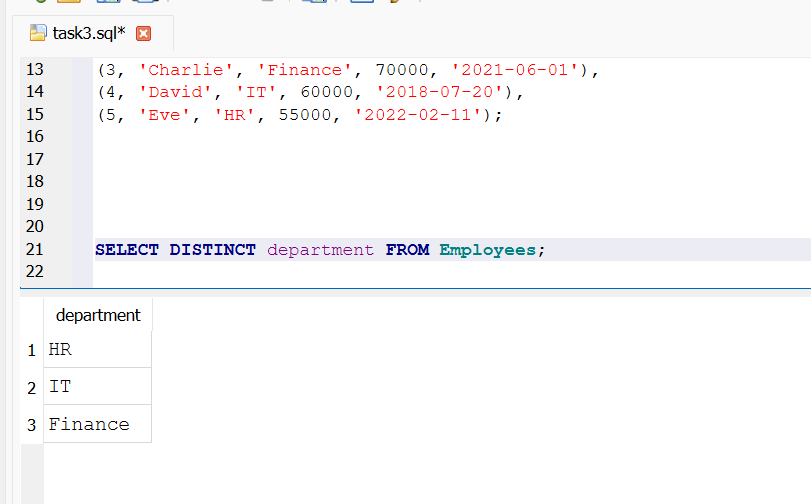 task3.sql*
13 (3, 'Charlie', 'Finance', 70000, '2021-06-01'),
14 (4, 'David', 'IT', 60000, '2018-07-20'),
15 (5, 'Eve', 'HR', 55000, '2022-02-11');
16
17
18
19
20
21 SELECT DISTINCT department FROM Employees;
22
department
1 HR
2 IT
3 Finance